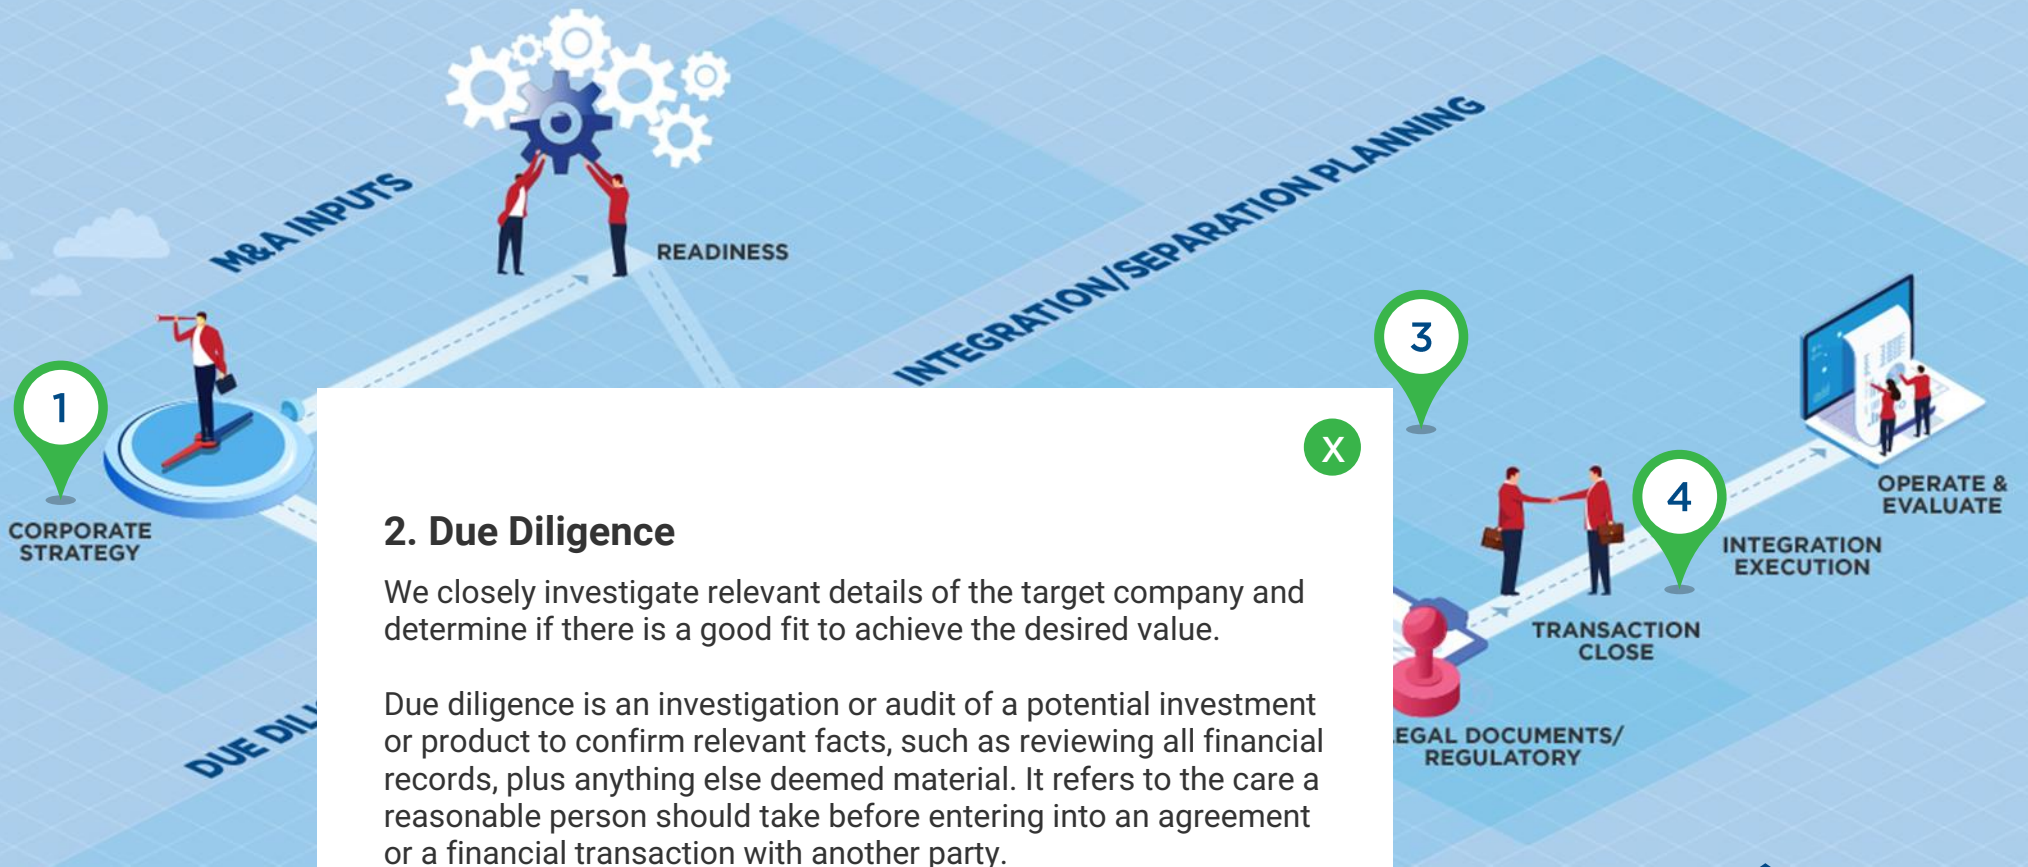 M&A INPUTS
READINESS
INTEGRATION/SEPARATION PLANNING
1
CORPORATE
STRATEGY
3
4
OPERATE &
EVALUATE
INTEGRATION
EXECUTION
TRANSACTION
CLOSE
EGAL DOCUMENTS/
REGULATORY
DUE DIL
X
2. Due Diligence
We closely investigate relevant details of the target company and
determine if there is a good fit to achieve the desired value.
Due diligence is an investigation or audit of a potential investment
or product to confirm relevant facts, such as reviewing all financial
records, plus anything else deemed material. It refers to the care a
reasonable person should take before entering into an agreement
or a financial transaction with another party.